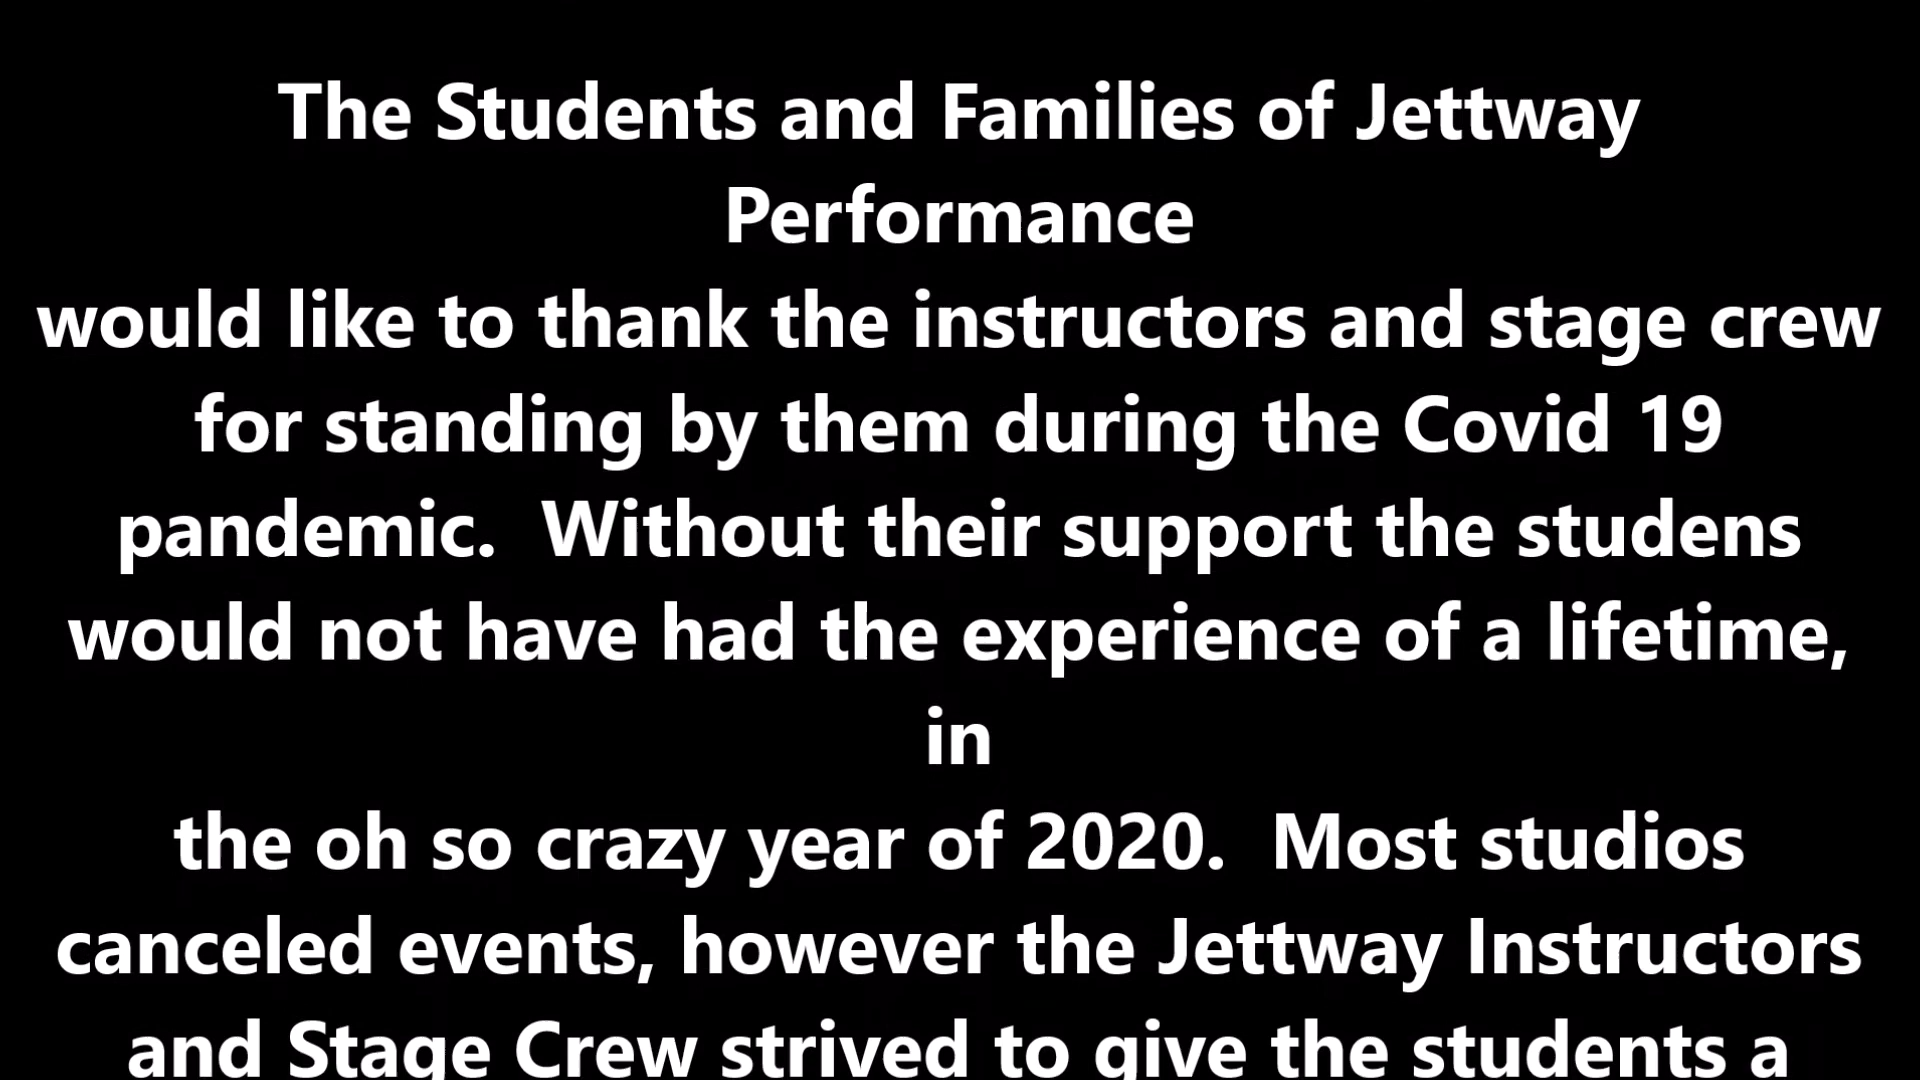 The Students and Families of Jettway
Performance
would like to thank the instructors and stage crew
for standing by them during the Covid 19
pandemic.  Without their support the studens
would not have had the experience of a lifetime,
in
the oh so crazy year of 2020.  Most studios
canceled events, however the Jettway Instructors
and Stage Crew strived to give the students a